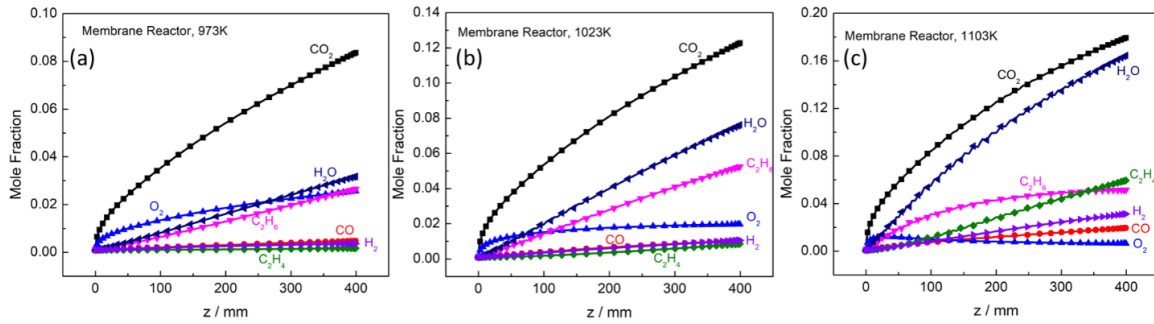 0.10
Membrane Reactor, 973K
(a)
CO₂
0.08
0.06
Mole Fraction
0.04
H₂O
O₂
0.02
C₂H₆
CO
H₂
0.00
C₂H₄
0 100 200 300 400
z / mm
0.14
Membrane Reactor, 1023K
(b)
CO₂
0.12
0.10
0.08
H₂O
Mole Fraction
0.06
C₂H₆
0.04
0.02
O₂
CO
H₂
0.00
C₂H₄
0 100 200 300 400
z / mm
0.20
Membrane Reactor, 1103K
(c)
CO₂
0.16
H₂O
0.12
Mole Fraction
0.08
C₂H₆
C₂H₄
0.04
H₂
CO
0.00
O₂
0 100 200 300 400
z / mm